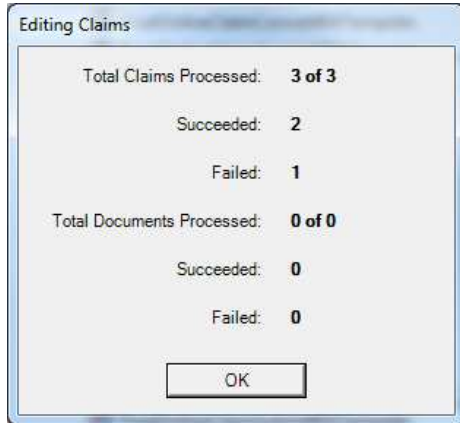 Editing Claims
Total Claims Processed: 3 of 3
Succeeded: 2
Failed: 1
Total Documents Processed: 0 of 0
Succeeded: 0
Failed: 0
OK